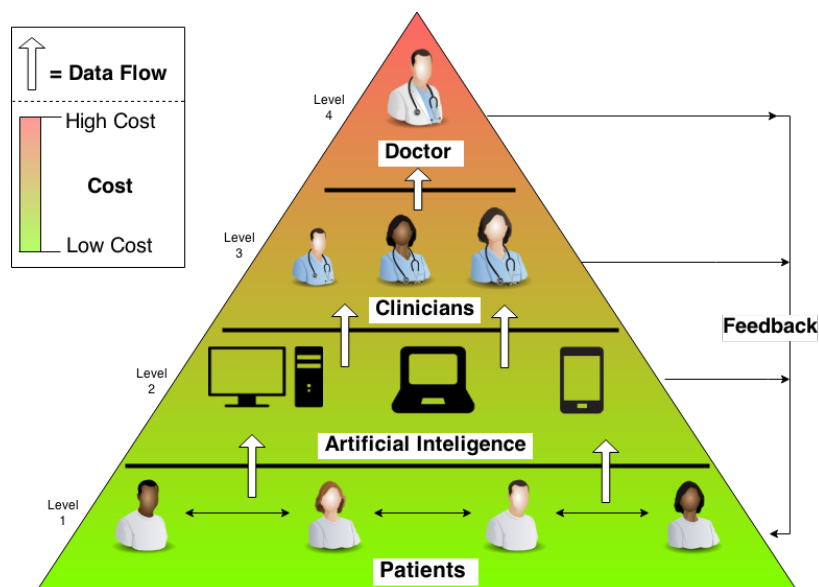 = Data Flow
High Cost
Cost
Low Cost
Level
4
Doctor
Level
3
Clinicians
Feedback
Level
2
Artificial Inteligence
Level
1
Patients